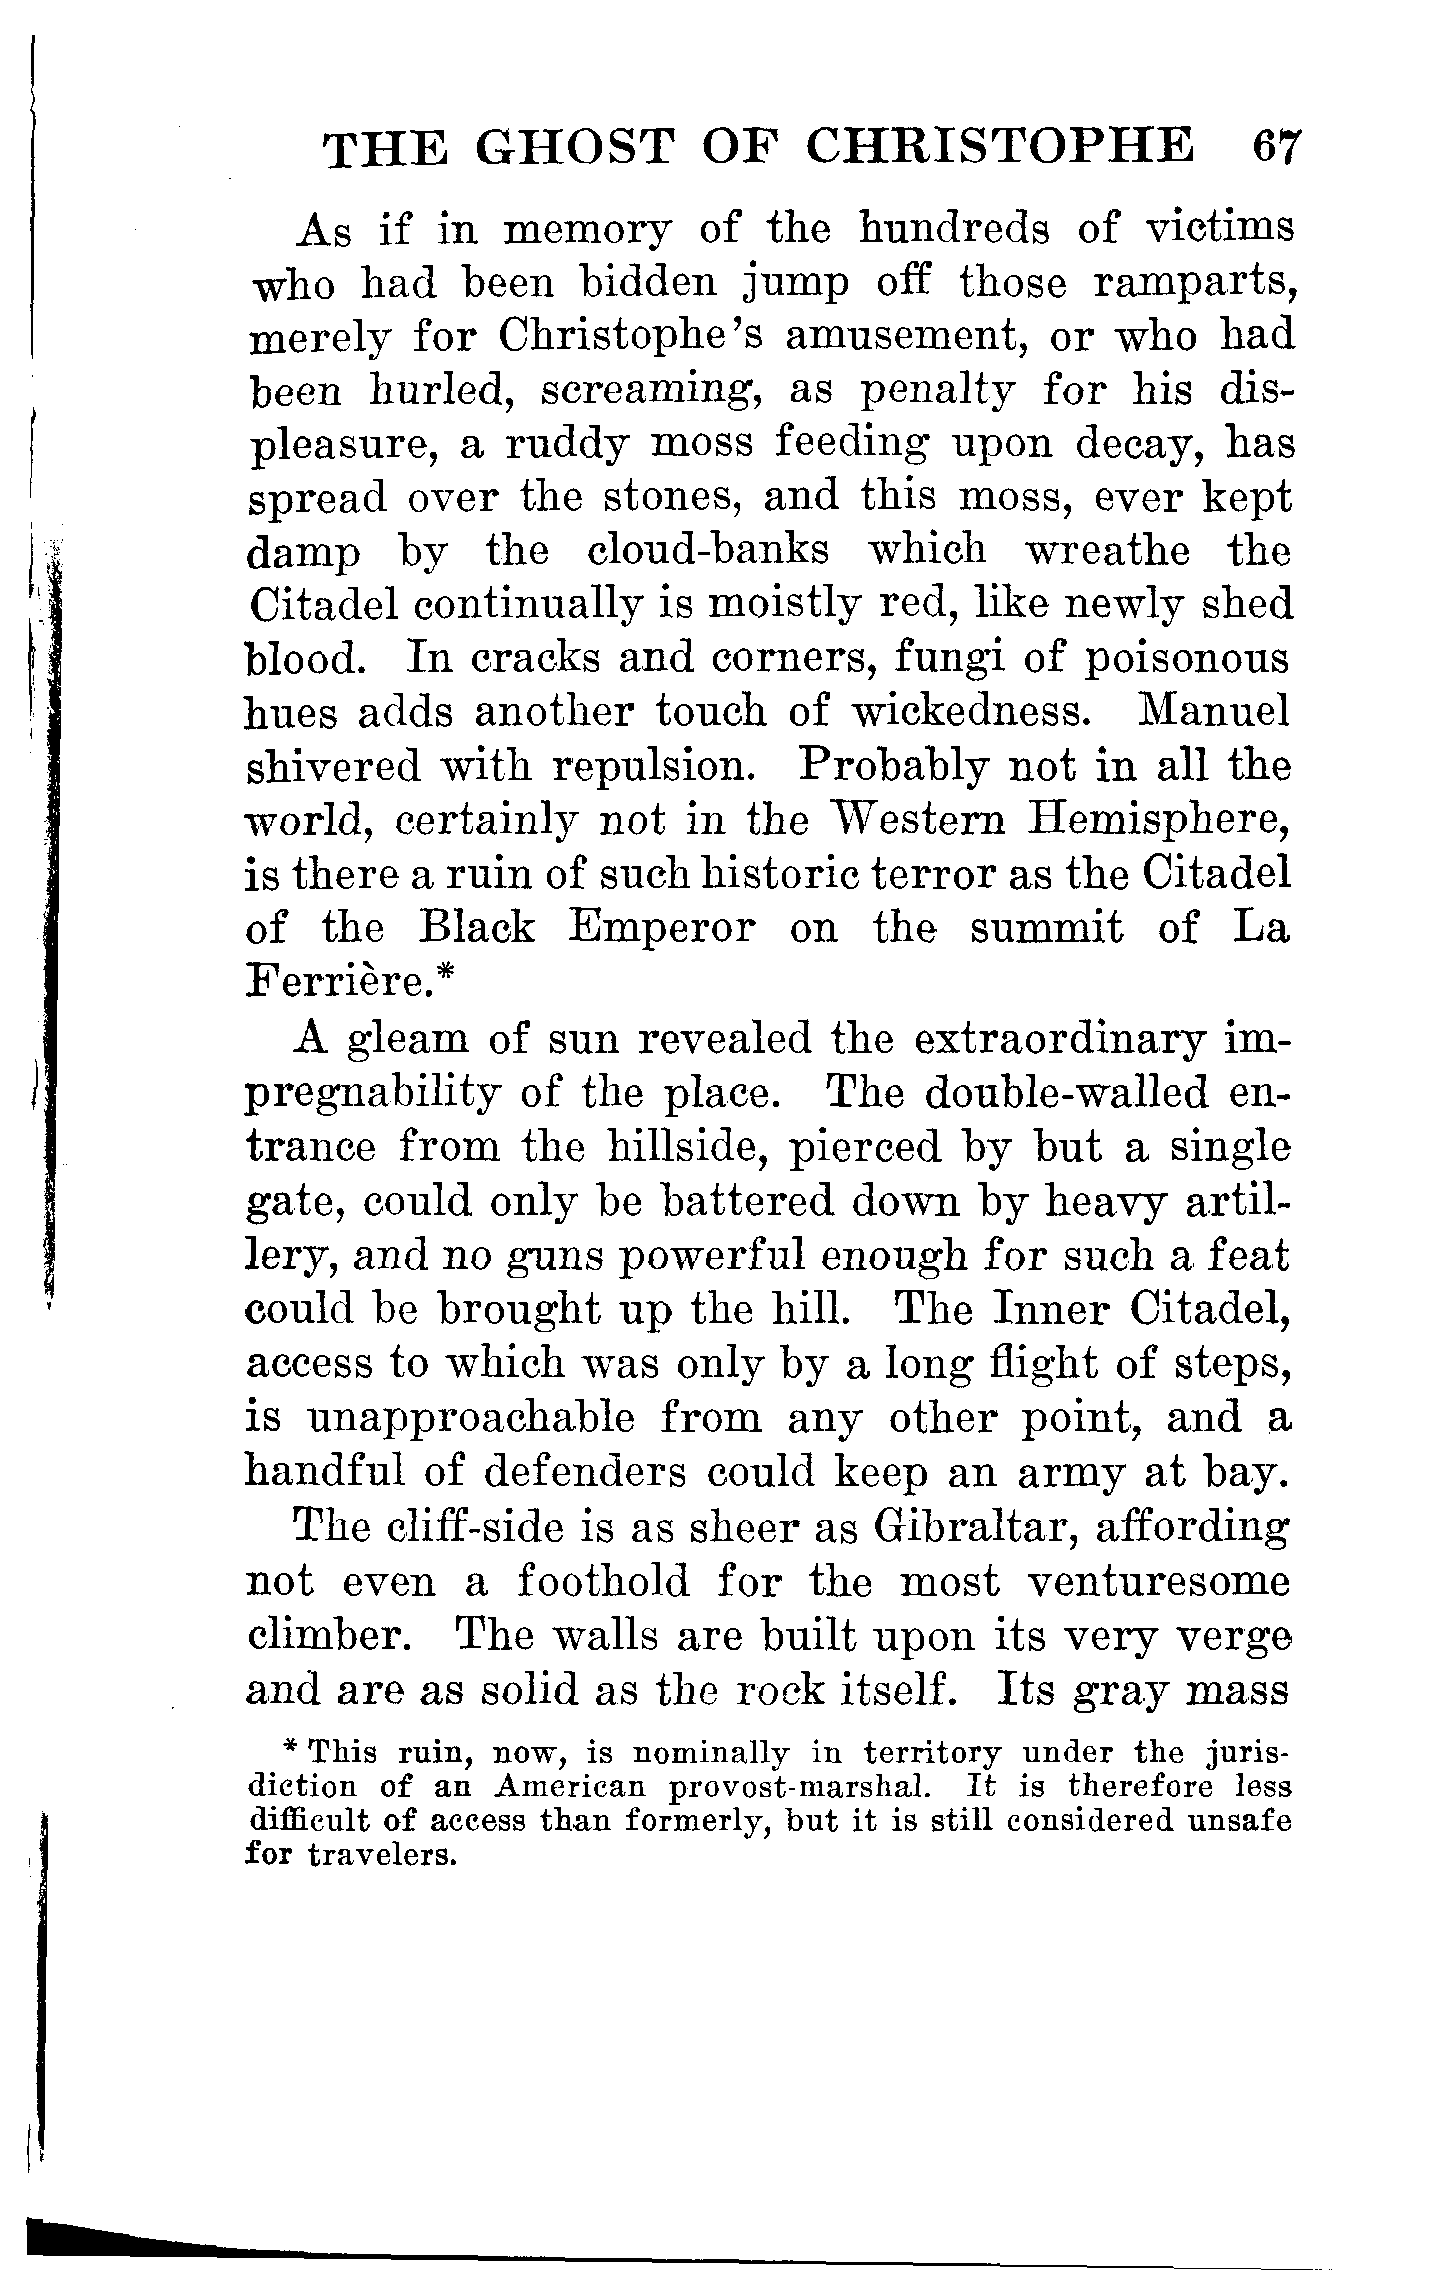 THE GHOST OF CHRISTOPHE 67
As if in memory of the hundreds of victims
who had been bidden jump off those ramparts,
merely for Christophe's amusement, or who had
been hurled, screaming, as penalty for his dis-
pleasure, a ruddy moss feeding upon decay, has
spread over the stones, and this moss, ever kept
damp by the cloud-banks which wreathe the
Citadel continually is moistly red, like newly shed
blood. In cracks and corners, fungi of poisonous
hues adds another touch of wickedness. Manuel
shivered with repulsion. Probably not in all the
world, certainly not in the Western Hemisphere,
is there a ruin of such historic terror as the Citadel
of the Black Emperor on the summit of La
Ferrière.*
A gleam of sun revealed the extraordinary im-
pregnability of the place. The double-walled en-
trance from the hillside, pierced by but a single
gate, could only be battered down by heavy artil-
lery, and no guns powerful enough for such a feat
could be brought up the hill. The Inner Citadel,
access to which was only by a long flight of steps,
is unapproachable from any other point, and a
handful of defenders could keep an army at bay.
The cliff-side is as sheer as Gibraltar, affording
not even a foothold for the most venturesome
climber. The walls are built upon its very verge
and are as solid as the rock itself. Its gray mass
* This ruin, now, is nominally in territory under the juris-
diction of an American provost-marshal. It is therefore less
difficult of access than formerly, but it is still considered unsafe
for travelers.